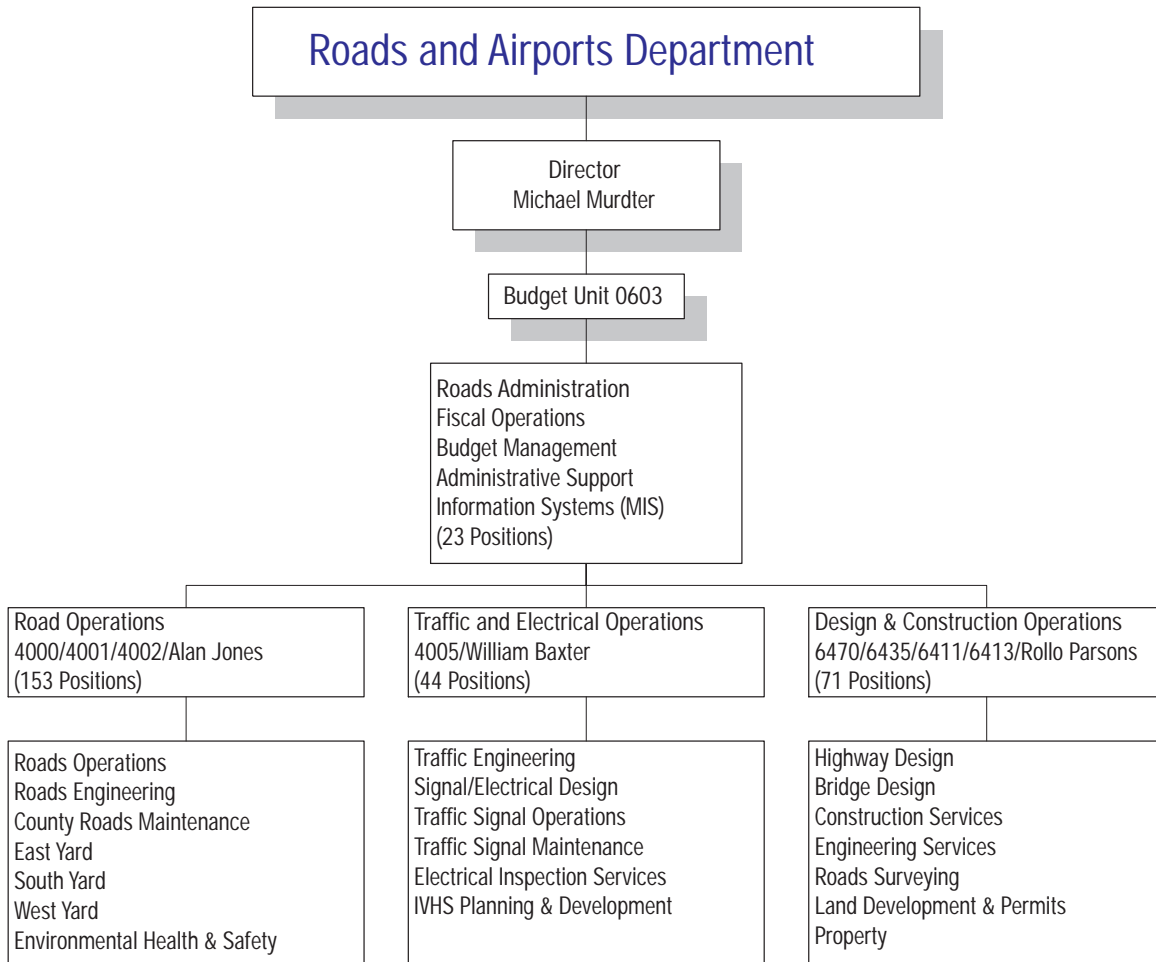 Roads and Airports Department
Director
Michael Murdter
Budget Unit 0603
Roads Administration
Fiscal Operations
Budget Management
Administrative Support
Information Systems (MIS)
(23 Positions)
Road Operations
4000/4001/4002/Alan Jones
(153 Positions)
Traffic and Electrical Operations
4005/William Baxter
(44 Positions)
Design & Construction Operations
6470/6435/6411/6413/Rollo Parsons
(71 Positions)
Roads Operations
Roads Engineering
County Roads Maintenance
East Yard
South Yard
West Yard
Environmental Health & Safety
Traffic Engineering
Signal/Electrical Design
Traffic Signal Operations
Traffic Signal Maintenance
Electrical Inspection Services
IVHS Planning & Development
Highway Design
Bridge Design
Construction Services
Engineering Services
Roads Surveying
Land Development & Permits
Property